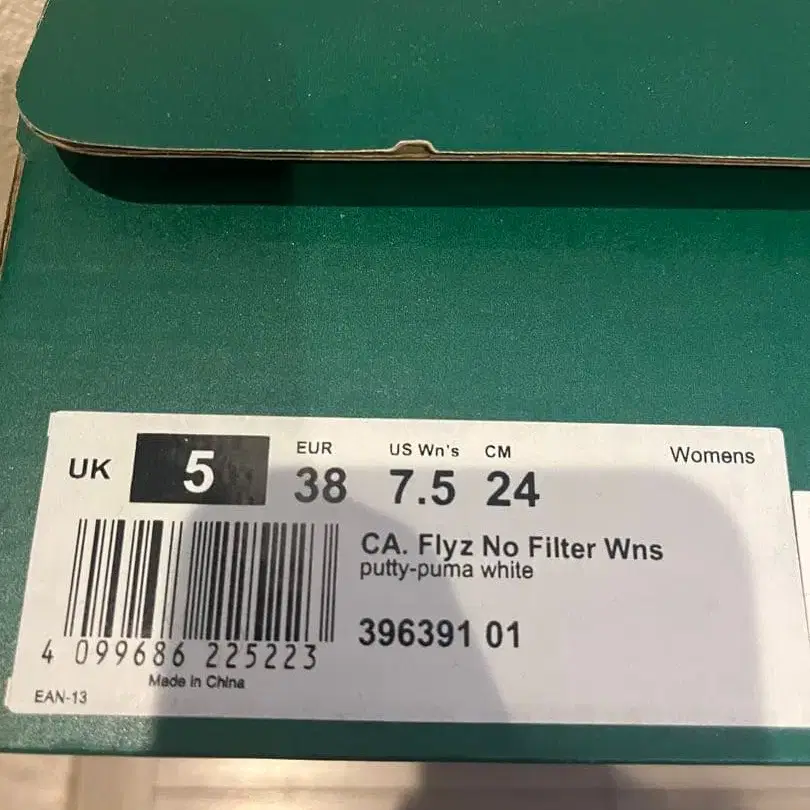 UK 5 EUR 38 US Wn's 7.5 CM 24 Womens
CA. Flyz No Filter Wns
putty-puma white
396391 01
4 099686 225223
Made in China
EAN-13